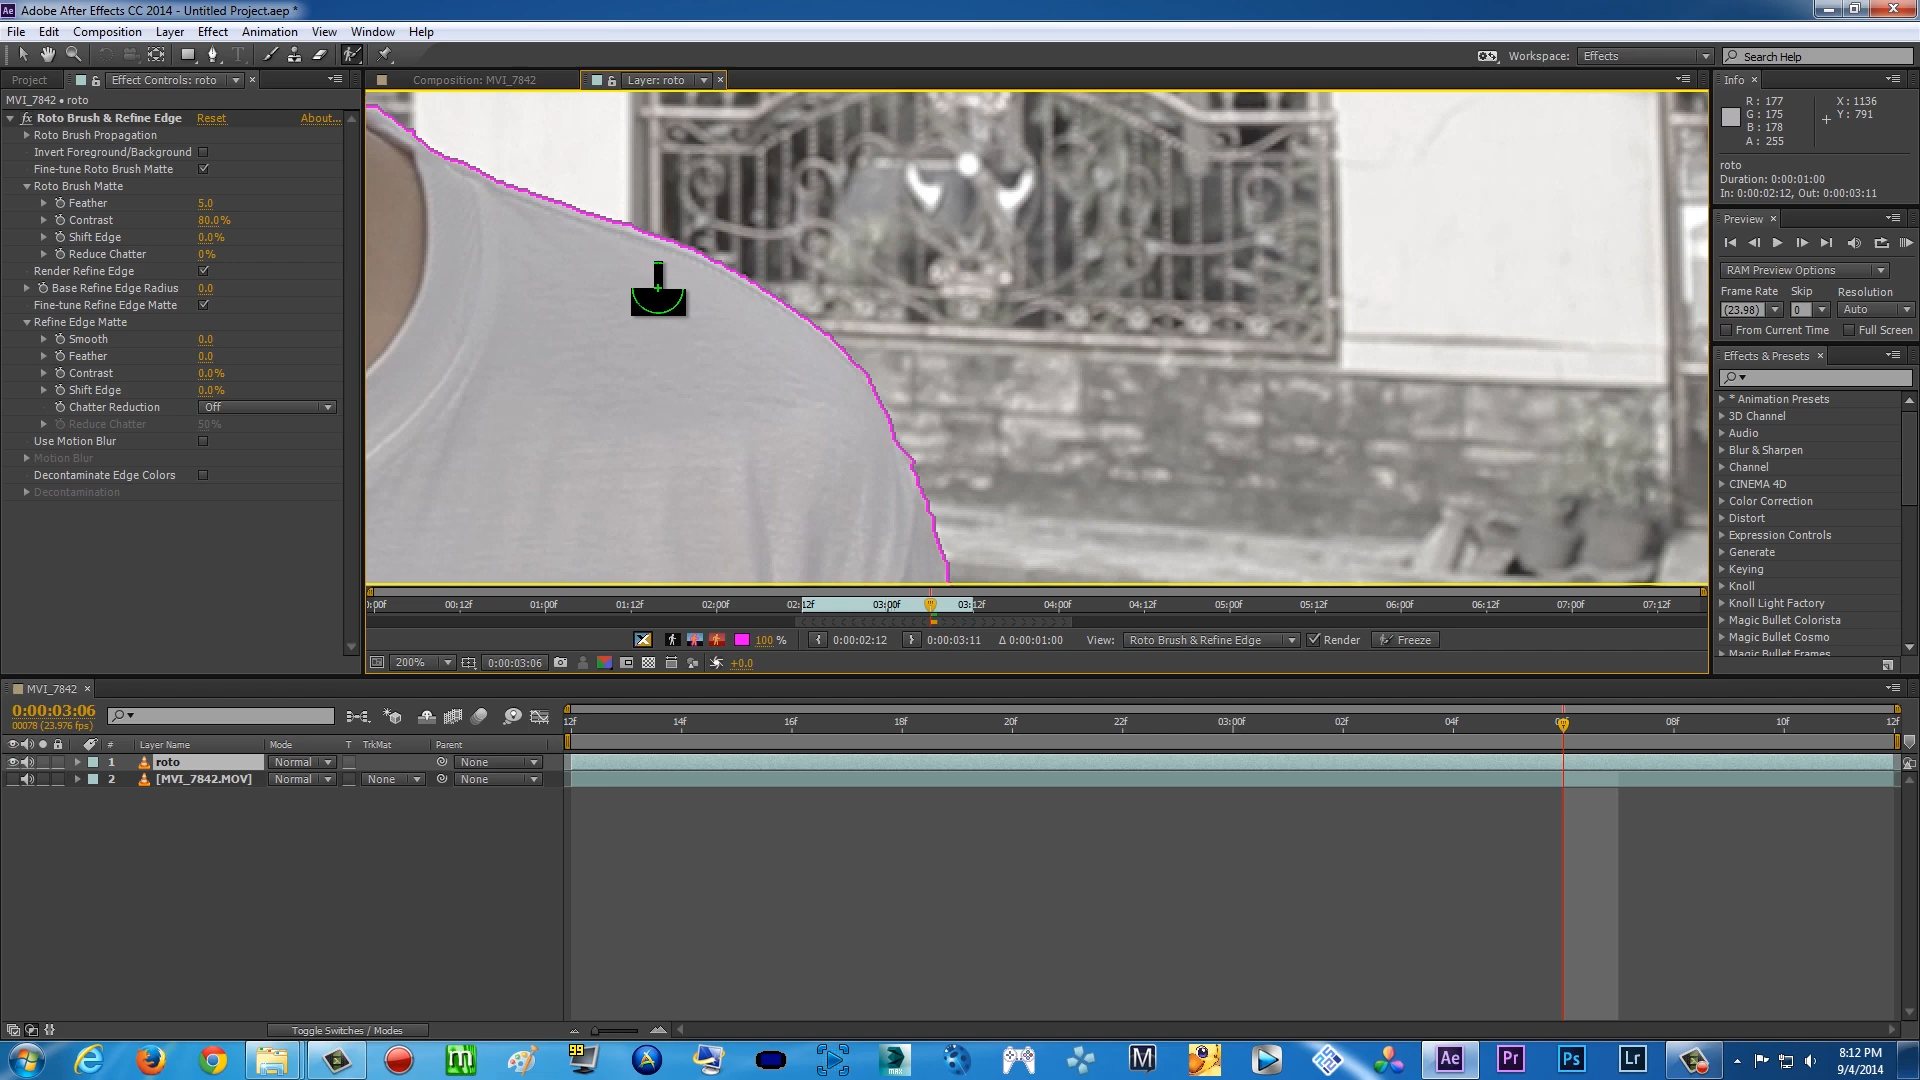 Adobe After Effects CC 2014 - Untitled Project.aep *
File Edit Composition Layer Effect Animation View Window Help
Workspace: Effects Search Help
Project Effect Controls: roto
MVI_7842 • roto
fx Roto Brush & Refine Edge Reset About...
Roto Brush Propagation
Invert Foreground/Background
Fine-tune Roto Brush Matte
Roto Brush Matte
Feather 5.0
Contrast 80.0%
Shift Edge 0.0%
Reduce Chatter 0%
Render Refine Edge
Base Refine Edge Radius 0.0
Fine-tune Refine Edge Matte
Refine Edge Matte
Smooth 0.0
Feather 0.0
Contrast 0.0%
Shift Edge 0.0%
Chatter Reduction Off
Reduce Chatter 50%
Use Motion Blur
Motion Blur
Decontaminate Edge Colors
Decontamination
Composition: MVI_7842 Layer: roto
0:00f 00:12f 01:00f 01:12f 02:00f 02:12f 03:00f 03:12f 04:00f 04:12f 05:00f 05:12f 06:00f 06:12f 07:00f 07:12f
100 % 0:00:02:12 0:00:03:11 Δ 0:00:01:00 View: Roto Brush & Refine Edge Render Freeze
200% 0:00:03:06 +0.0
Info
R: 177 X: 1136
G: 175 Y: 791
B: 178
A: 255
roto
Duration: 0:00:01:00
In: 0:00:02:12, Out: 0:00:03:11
Preview
RAM Preview Options
Frame Rate Skip Resolution
(23.98) 0 Auto
From Current Time Full Screen
Effects & Presets
* Animation Presets
3D Channel
Audio
Blur & Sharpen
Channel
CINEMA 4D
Color Correction
Distort
Expression Controls
Generate
Keying
Knoll
Knoll Light Factory
Magic Bullet Colorista
Magic Bullet Cosmo
Magic Bullet Frames
MVI_7842
0:00:03:06
00078 (23.976 fps)
12f 14f 16f 18f 20f 22f 03:00f 02f 04f 08f 10f 12f
# Layer Name Mode T TrkMat Parent
1 roto Normal None
2 [MVI_7842.MOV] Normal None None
Toggle Switches / Modes
99 MAX M Ae Pr Ps Lr
8:12 PM
9/4/2014